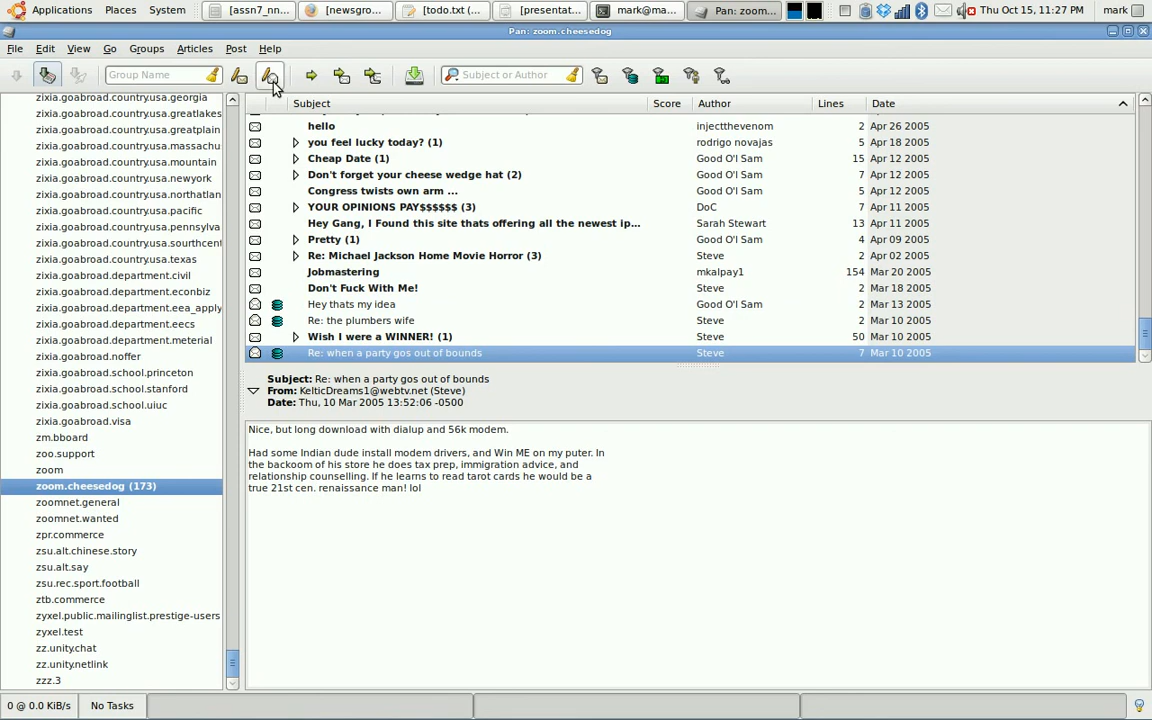 Applications Places System [assn7_nn... [newsgro... [todo.txt (... [presentat... mark@ma... Pan: zoom... Thu Oct 15, 11:27 PM mark
Pan: zoom.cheesedog
File Edit View Go Groups Articles Post Help
Group Name Subject or Author
zixia.goabroad.country.usa.georgia
zixia.goabroad.country.usa.greatlakes
zixia.goabroad.country.usa.greatplain
zixia.goabroad.country.usa.massachu
zixia.goabroad.country.usa.mountain
zixia.goabroad.country.usa.newyork
zixia.goabroad.country.usa.northatlan
zixia.goabroad.country.usa.pacific
zixia.goabroad.country.usa.pennsylva
zixia.goabroad.country.usa.sourthcent
zixia.goabroad.country.usa.texas
zixia.goabroad.department.civil
zixia.goabroad.department.econbiz
zixia.goabroad.department.eea_apply
zixia.goabroad.department.eecs
zixia.goabroad.department.meterial
zixia.goabroad.noffer
zixia.goabroad.school.princeton
zixia.goabroad.school.stanford
zixia.goabroad.school.uiuc
zixia.goabroad.visa
zm.bboard
zoo.support
zoom
zoom.cheesedog (173)
zoomnet.general
zoomnet.wanted
zpr.commerce
zsu.alt.chinese.story
zsu.alt.say
zsu.rec.sport.football
ztb.commerce
zyxel.public.mailinglist.prestige-users
zyxel.test
zz.unity.chat
zz.unity.netlink
zzz.3
Subject Score Author Lines Date
hello injectthevenom 2 Apr 26 2005
you feel lucky today? (1) rodrigo novajas 5 Apr 18 2005
Cheap Date (1) Good O'l Sam 15 Apr 12 2005
Don't forget your cheese wedge hat (2) Good O'l Sam 7 Apr 12 2005
Congress twists own arm ... Good O'l Sam 5 Apr 12 2005
YOUR OPINIONS PAY$$$$$$ (3) DoC 7 Apr 11 2005
Hey Gang, I Found this site thats offering all the newest ip... Sarah Stewart 13 Apr 11 2005
Pretty (1) Good O'l Sam 4 Apr 09 2005
Re: Michael Jackson Home Movie Horror (3) Steve 2 Apr 02 2005
Jobmastering mkalpay1 154 Mar 20 2005
Don't Fuck With Me! Steve 2 Mar 18 2005
Hey thats my idea Good O'l Sam 2 Mar 13 2005
Re: the plumbers wife Steve 2 Mar 10 2005
Wish I were a WINNER! (1) Steve 50 Mar 10 2005
Re: when a party gos out of bounds Steve 7 Mar 10 2005
Subject: Re: when a party gos out of bounds
From: KelticDreams1@webtv.net (Steve)
Date: Thu, 10 Mar 2005 13:52:06 -0500
Nice, but long download with dialup and 56k modem.
Had some Indian dude install modem drivers, and Win ME on my puter. In
the backoom of his store he does tax prep, immigration advice, and
relationship counselling. If he learns to read tarot cards he would be a
true 21st cen. renaissance man! lol
0 @ 0.0 KiB/s No Tasks